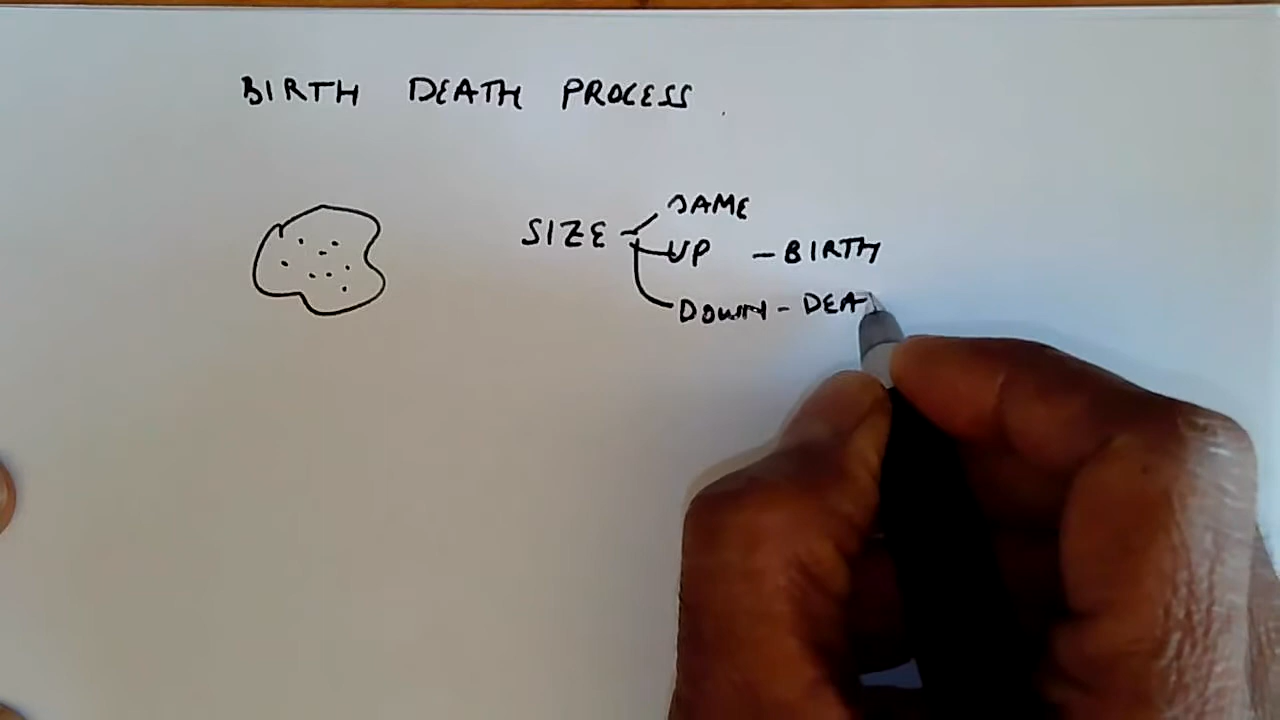 BIRTH DEATH PROCESS
SAME
SIZE
UP - BIRTH
DOWN - DEA